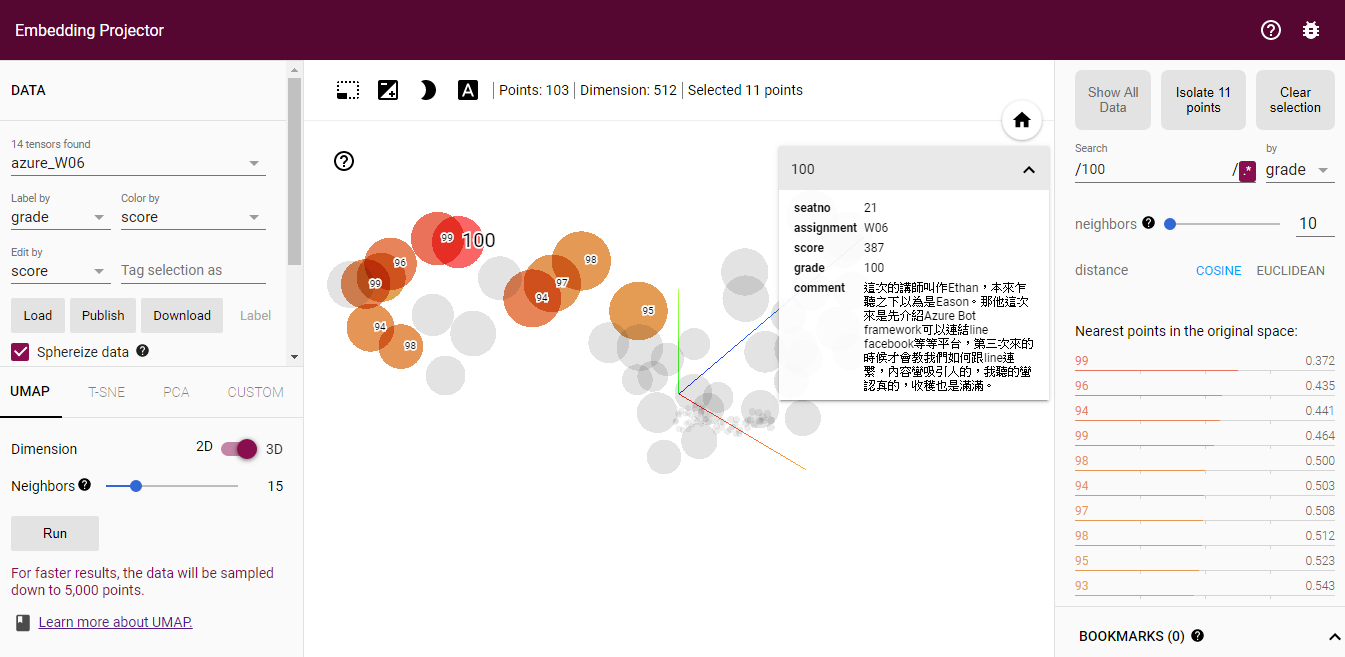 Embedding Projector
DATA
14 tensors found
azure_W06
Label by
Color by
grade
score
Edit by
score
Tag selection as
Load
Publish
Download
Label
Sphereize data
UMAP
T-SNE
PCA
CUSTOM
Dimension
2D
3D
Neighbors
15
Run
For faster results, the data will be sampled
down to 5,000 points.
Learn more about UMAP.
A
Points: 103
Dimension: 512
Selected 11 points
99
100
96
99
94
98
98
97
94
95
100
seatno 21
assignment W06
score 387
grade 100
comment 這次的講師叫作Ethan，本來乍
聽之下以為是Eason。那他這次
來是先介紹Azure Bot
framework可以連結line
facebook等等平台，第三次來的
時候才會教我們如何跟line連
繫，內容蠻吸引人的，我聽的蠻
認真的，收穫也是滿滿。
Show All
Data
Isolate 11
points
Clear
selection
Search
by
/100
/
.*
grade
neighbors
10
distance
COSINE
EUCLIDEAN
Nearest points in the original space:
99 0.372
96 0.435
94 0.441
99 0.464
98 0.500
94 0.503
97 0.508
98 0.512
95 0.523
93 0.543
BOOKMARKS (0)